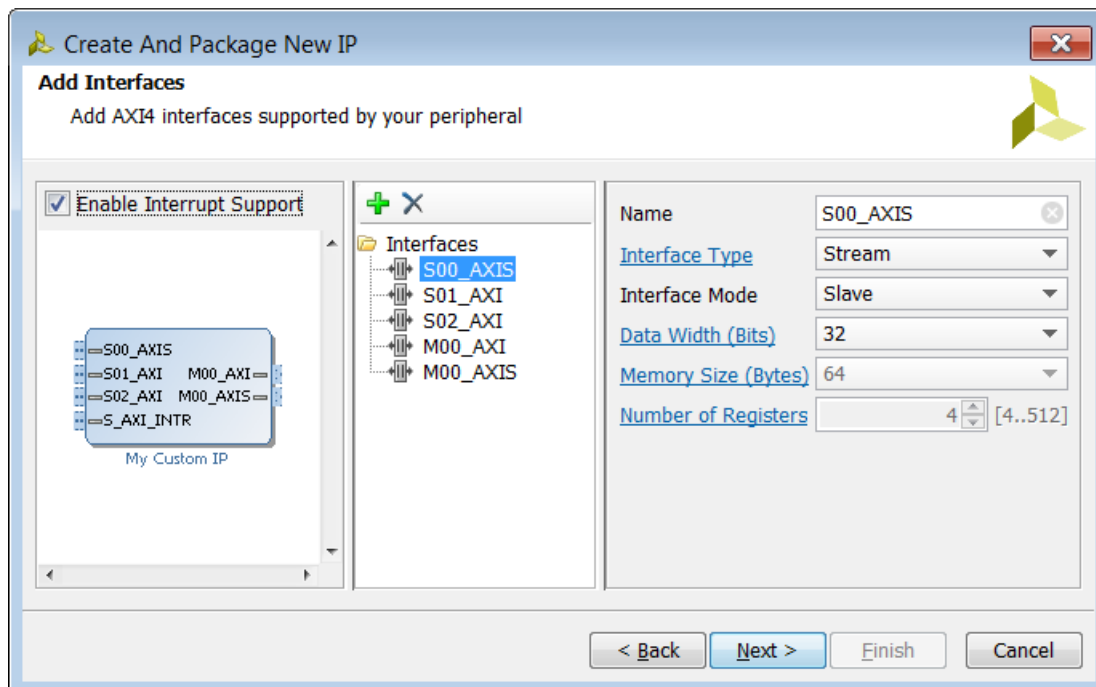 Create And Package New IP
Add Interfaces
Add AXI4 interfaces supported by your peripheral
Enable Interrupt Support
S00_AXIS
S01_AXI M00_AXI
S02_AXI M00_AXIS
S_AXI_INTR
My Custom IP
Interfaces
S00_AXIS
S01_AXI
S02_AXI
M00_AXI
M00_AXIS
Name S00_AXIS
Interface Type Stream
Interface Mode Slave
Data Width (Bits) 32
Memory Size (Bytes) 64
Number of Registers 4 [4..512]
< Back Next > Finish Cancel